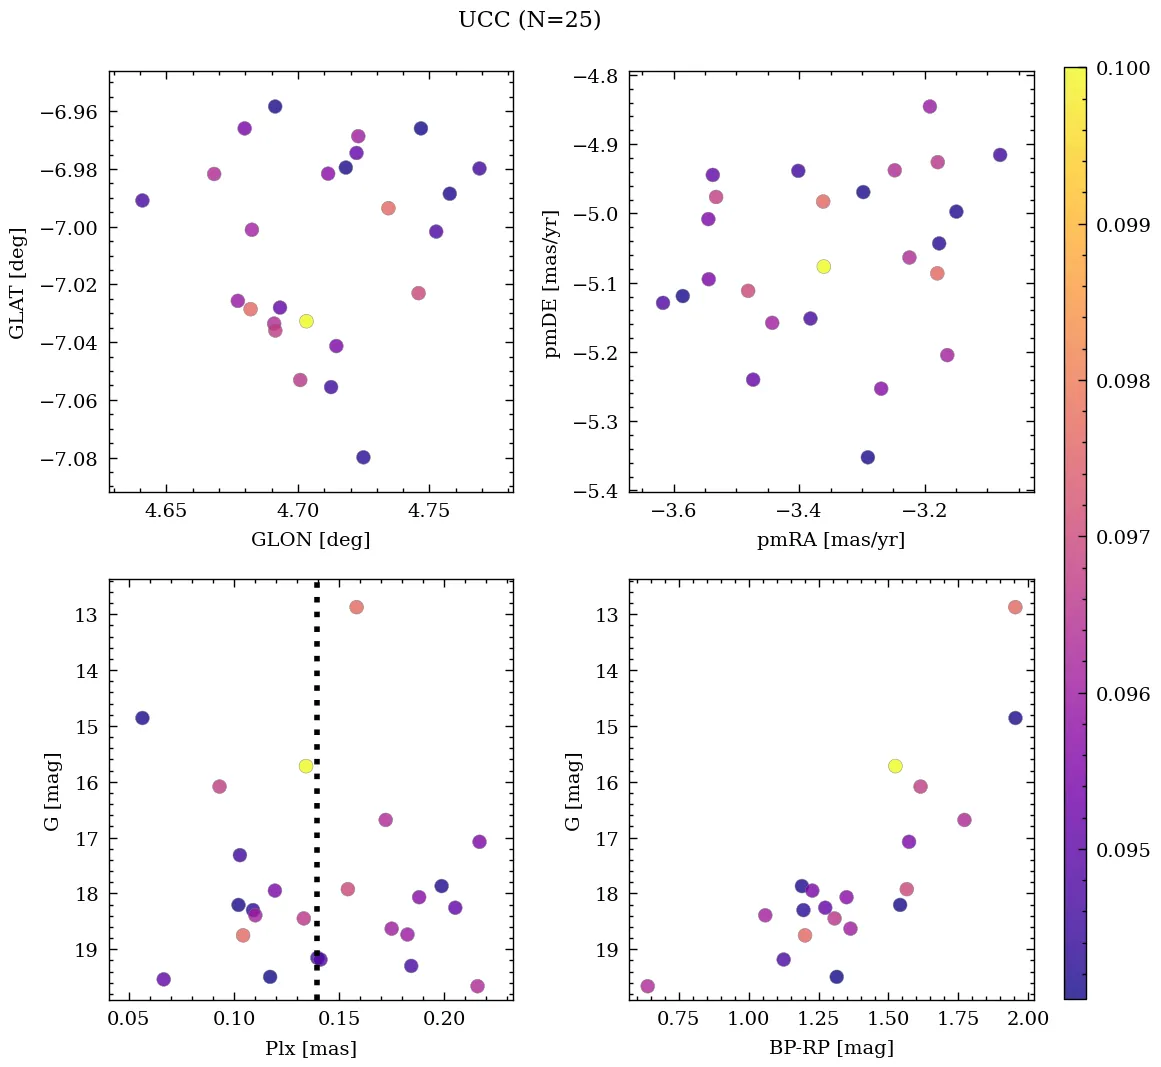 UCC (N=25)
−6.96
−6.98
−7.00
−7.02
−7.04
−7.06
−7.08
GLAT [deg]
4.65 4.70 4.75
GLON [deg]
−4.8
−4.9
−5.0
−5.1
−5.2
−5.3
−5.4
pmDE [mas/yr]
−3.6 −3.4 −3.2
pmRA [mas/yr]
13
14
15
16
17
18
19
G [mag]
0.05 0.10 0.15 0.20
Plx [mas]
13
14
15
16
17
18
19
G [mag]
0.75 1.00 1.25 1.50 1.75 2.00
BP-RP [mag]
0.100
0.099
0.098
0.097
0.096
0.095